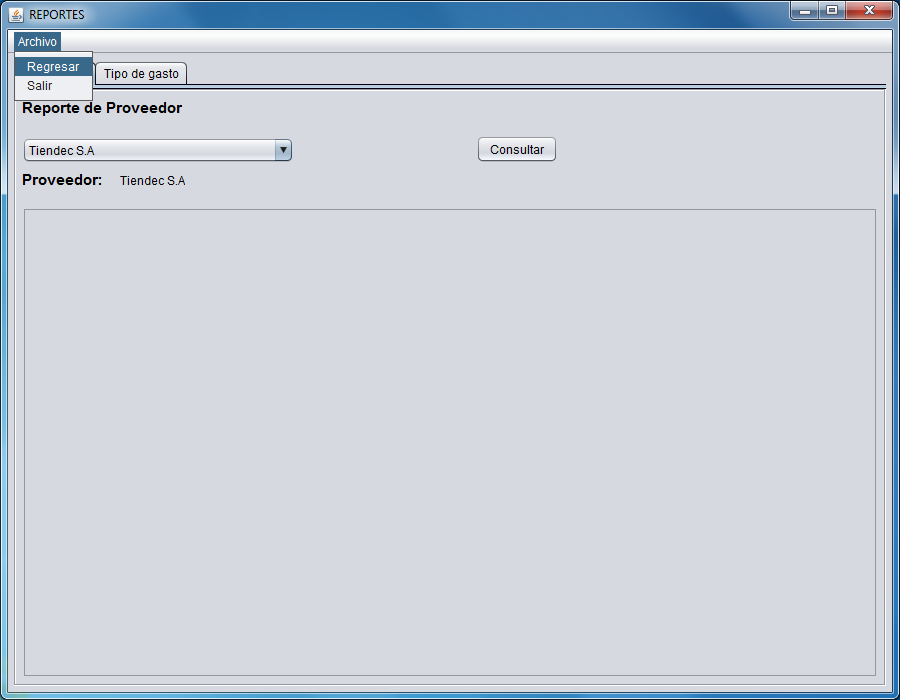 REPORTES
Archivo
Regresar
Salir
Tipo de gasto
Reporte de Proveedor
Tiendec S.A
Consultar
Proveedor: Tiendec S.A